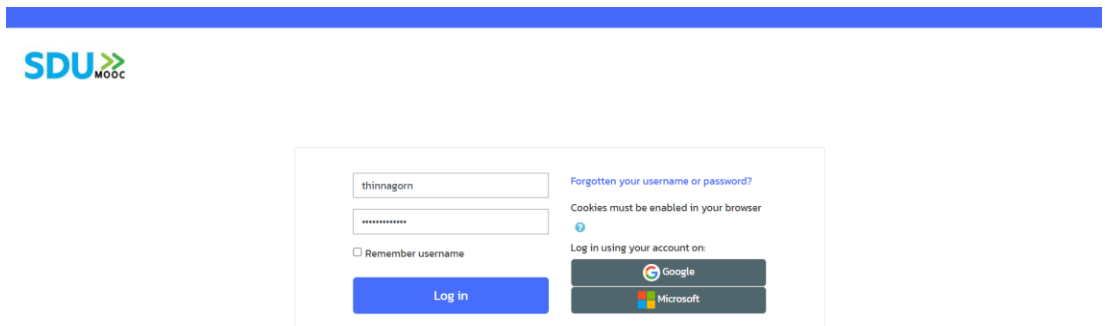 SDU
MOOC
thinnagorn
•••••••••••••
Remember username
Log in
Forgotten your username or password?
Cookies must be enabled in your browser
?
Log in using your account on:
Google
Microsoft